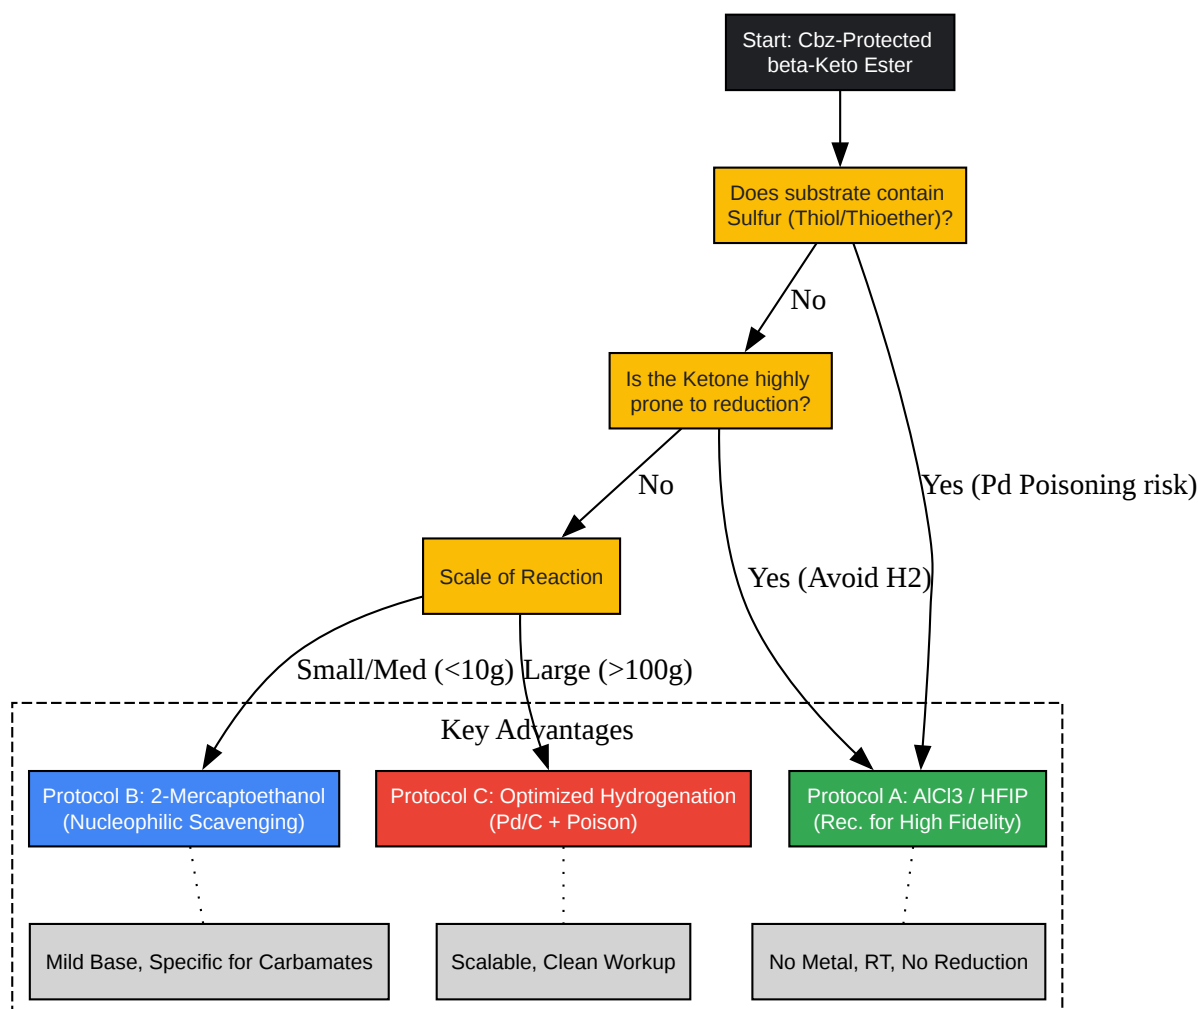 Start: Cbz-Protected
beta-Keto Ester
Does substrate contain
Sulfur (Thiol/Thioether)?
No
Is the Ketone highly
prone to reduction?
No
Yes (Pd Poisoning risk)
Scale of Reaction
Yes (Avoid H2)
Small/Med (<10g)
Large (>100g)
Key Advantages
Protocol B: 2-Mercaptoethanol
(Nucleophilic Scavenging)
Protocol C: Optimized Hydrogenation
(Pd/C + Poison)
Protocol A: AlCl3 / HFIP
(Rec. for High Fidelity)
Mild Base, Specific for Carbamates
Scalable, Clean Workup
No Metal, RT, No Reduction